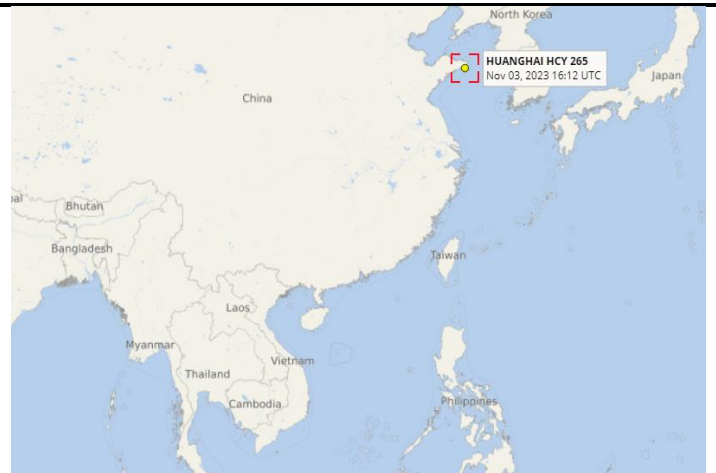 North Korea
HUANGHAI HCY 265
Nov 03, 2023 16:12 UTC
Japan
China
pal
Bhutan
Bangladesh
Taiwan
Laos
Myanmar
Vietnam
Thailand
Cambodia
Philippines